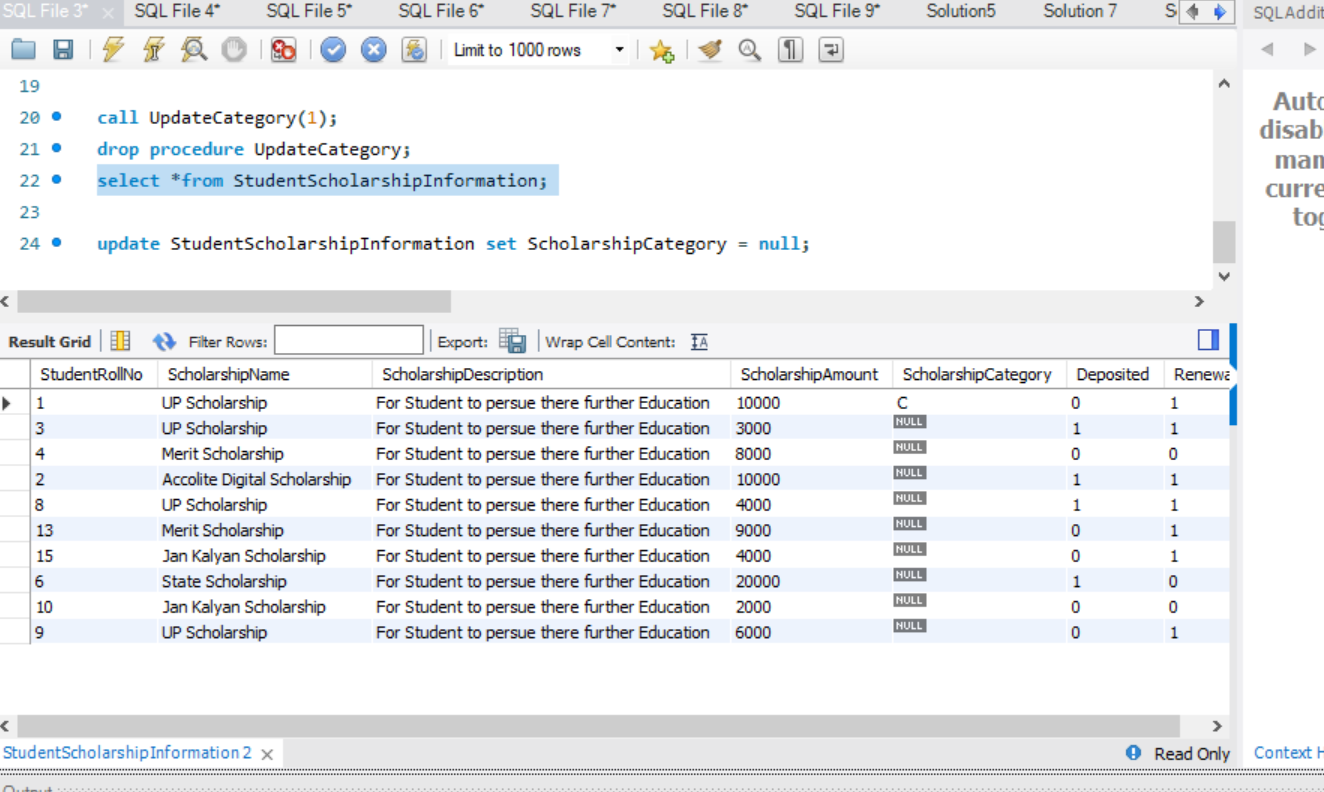 SQL File 3* SQL File 4* SQL File 5* SQL File 6* SQL File 7* SQL File 8* SQL File 9* Solution5 Solution 7 S SQLAddit
Limit to 1000 rows
19
20 call UpdateCategory(1);
21 drop procedure UpdateCategory;
22 select *from StudentScholarshipInformation;
23
24 update StudentScholarshipInformation set ScholarshipCategory = null;
Auto
disab
man
curre
tog
Result Grid Filter Rows: Export: Wrap Cell Content: IA
StudentRollNo ScholarshipName ScholarshipDescription ScholarshipAmount ScholarshipCategory Deposited Renewa
1 UP Scholarship For Student to persue there further Education 10000 C 0 1
3 UP Scholarship For Student to persue there further Education 3000 NULL 1 1
4 Merit Scholarship For Student to persue there further Education 8000 NULL 0 0
2 Accolite Digital Scholarship For Student to persue there further Education 10000 NULL 1 1
8 UP Scholarship For Student to persue there further Education 4000 NULL 1 1
13 Merit Scholarship For Student to persue there further Education 9000 NULL 0 1
15 Jan Kalyan Scholarship For Student to persue there further Education 4000 NULL 0 1
6 State Scholarship For Student to persue there further Education 20000 NULL 1 0
10 Jan Kalyan Scholarship For Student to persue there further Education 2000 NULL 0 0
9 UP Scholarship For Student to persue there further Education 6000 NULL 0 1
StudentScholarshipInformation 2 Read Only Context H
Output